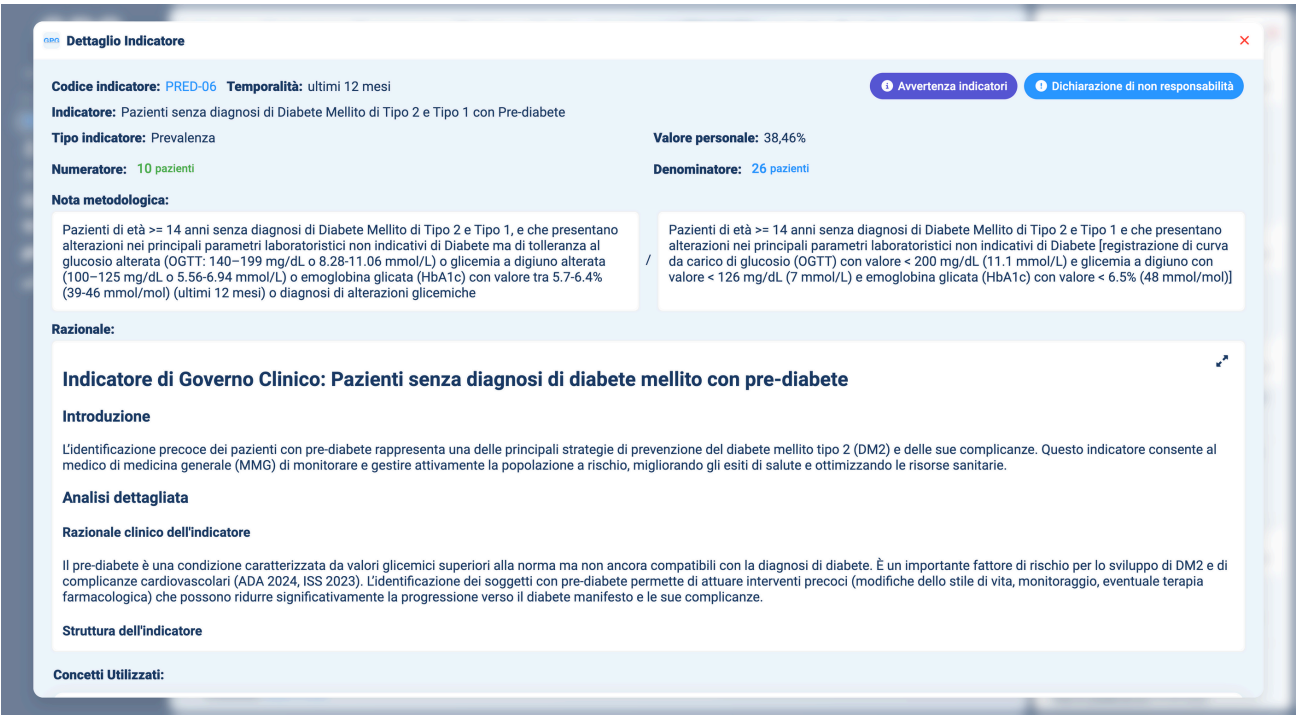 GPG Dettaglio Indicatore
Codice indicatore: PRED-06 Temporalità: ultimi 12 mesi
Avvertenza indicatori
Dichiarazione di non responsabilità
Indicatore: Pazienti senza diagnosi di Diabete Mellito di Tipo 2 e Tipo 1 con Pre-diabete
Tipo indicatore: Prevalenza
Valore personale: 38,46%
Numeratore: 10 pazienti
Denominatore: 26 pazienti
Nota metodologica:
Pazienti di età >= 14 anni senza diagnosi di Diabete Mellito di Tipo 2 e Tipo 1, e che presentano
alterazioni nei principali parametri laboratoristici non indicativi di Diabete ma di tolleranza al
glucosio alterata (OGTT: 140–199 mg/dL o 8.28-11.06 mmol/L) o glicemia a digiuno alterata
(100–125 mg/dL o 5.56-6.94 mmol/L) o emoglobina glicata (HbA1c) con valore tra 5.7-6.4%
(39-46 mmol/mol) (ultimi 12 mesi) o diagnosi di alterazioni glicemiche
/
Pazienti di età >= 14 anni senza diagnosi di Diabete Mellito di Tipo 2 e Tipo 1 e che presentano
alterazioni nei principali parametri laboratoristici non indicativi di Diabete [registrazione di curva
da carico di glucosio (OGTT) con valore < 200 mg/dL (11.1 mmol/L) e glicemia a digiuno con
valore < 126 mg/dL (7 mmol/L) e emoglobina glicata (HbA1c) con valore < 6.5% (48 mmol/mol)]
Razionale:
Indicatore di Governo Clinico: Pazienti senza diagnosi di diabete mellito con pre-diabete
Introduzione
L'identificazione precoce dei pazienti con pre-diabete rappresenta una delle principali strategie di prevenzione del diabete mellito tipo 2 (DM2) e delle sue complicanze. Questo indicatore consente al
medico di medicina generale (MMG) di monitorare e gestire attivamente la popolazione a rischio, migliorando gli esiti di salute e ottimizzando le risorse sanitarie.
Analisi dettagliata
Razionale clinico dell'indicatore
Il pre-diabete è una condizione caratterizzata da valori glicemici superiori alla norma ma non ancora compatibili con la diagnosi di diabete. È un importante fattore di rischio per lo sviluppo di DM2 e di
complicanze cardiovascolari (ADA 2024, ISS 2023). L'identificazione dei soggetti con pre-diabete permette di attuare interventi precoci (modifiche dello stile di vita, monitoraggio, eventuale terapia
farmacologica) che possono ridurre significativamente la progressione verso il diabete manifesto e le sue complicanze.
Struttura dell'indicatore
Concetti Utilizzati: